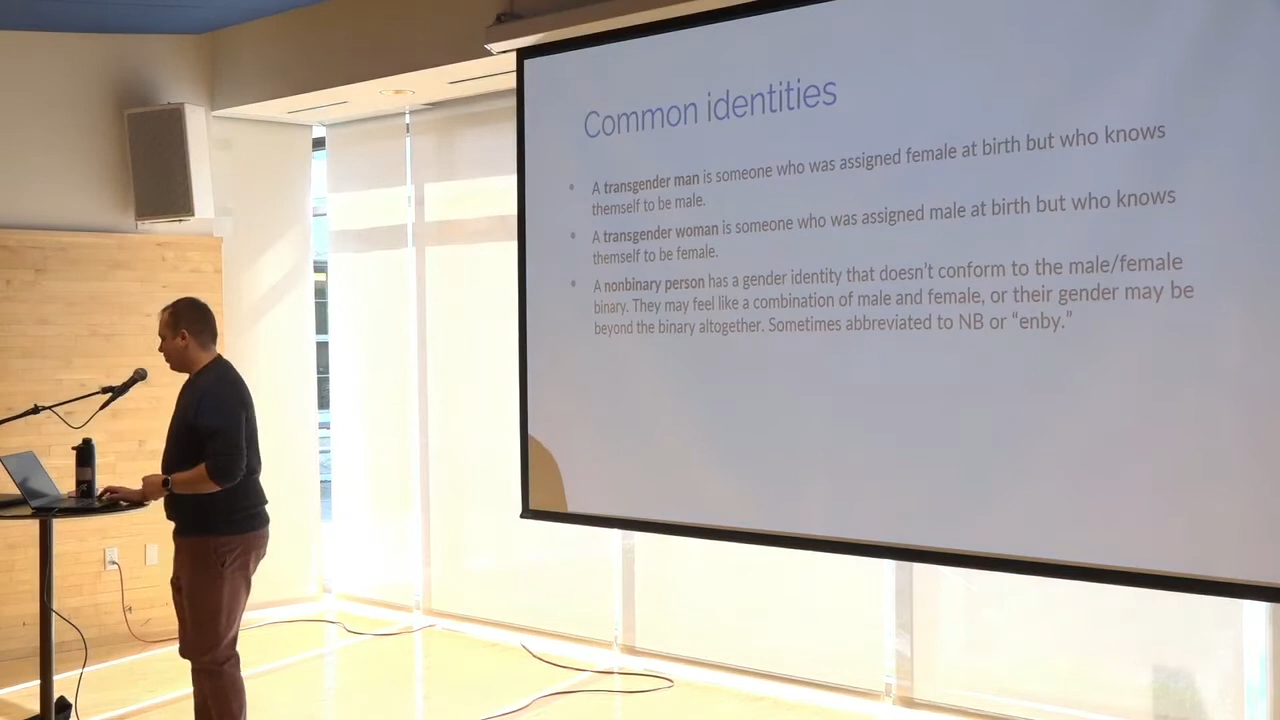 Common identities
• A transgender man is someone who was assigned female at birth but who knows
themself to be male.
• A transgender woman is someone who was assigned male at birth but who knows
themself to be female.
• A nonbinary person has a gender identity that doesn't conform to the male/female
binary. They may feel like a combination of male and female, or their gender may be
beyond the binary altogether. Sometimes abbreviated to NB or “enby.”